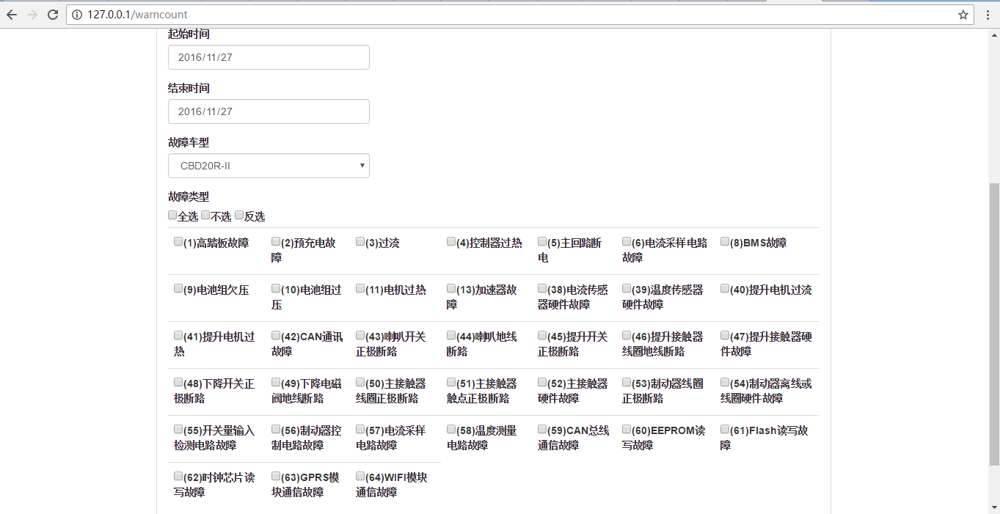 127.0.0.1/warncount
起始时间
2016/11/27
结束时间
2016/11/27
故障车型
CBD20R-II
故障类型
全选 不选 反选
(1)高踏板故障 (2)预充电故 (3)过流 (4)控制器过热 (5)主回路断 (6)电流采样电路 (8)BMS故障
障 电 故障
(9)电池组欠压 (10)电池组过 (11)电机过热 (13)加速器故 (38)电流传感 (39)温度传感器 (40)提升电机过流
压 障 器硬件故障 硬件故障
(41)提升电机过 (42)CAN通讯 (43)喇叭开关 (44)喇叭地线 (45)提升开关 (46)提升接触器 (47)提升接触器硬
热 故障 正极断路 断路 正极断路 线圈地线断路 件故障
(48)下降开关正 (49)下降电磁 (50)主接触器 (51)主接触器 (52)主接触器 (53)制动器线圈 (54)制动器离线或
极断路 阀地线断路 线圈正极断路 触点正极断路 硬件故障 正极断路 线圈硬件故障
(55)开关量输入 (56)制动器控 (57)电流采样 (58)温度测量 (59)CAN总线 (60)EEPROM读 (61)Flash读写故
检测电路故障 制电路故障 电路故障 电路故障 通信故障 写故障 障
(62)时钟芯片读 (63)GPRS模 (64)WIFI模块
写故障 块通信故障 通信故障